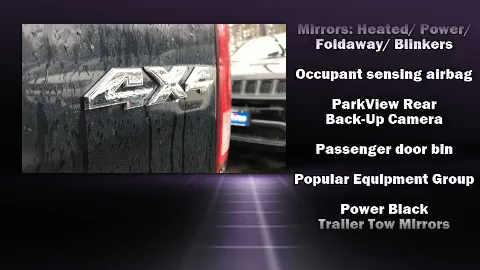 4X4
Mirrors: Heated/ Power/
Foldaway/ Blinkers
Occupant sensing airbag
ParkView Rear
Back-Up Camera
Passenger door bin
Popular Equipment Group
Power Black
Trailer Tow Mirrors